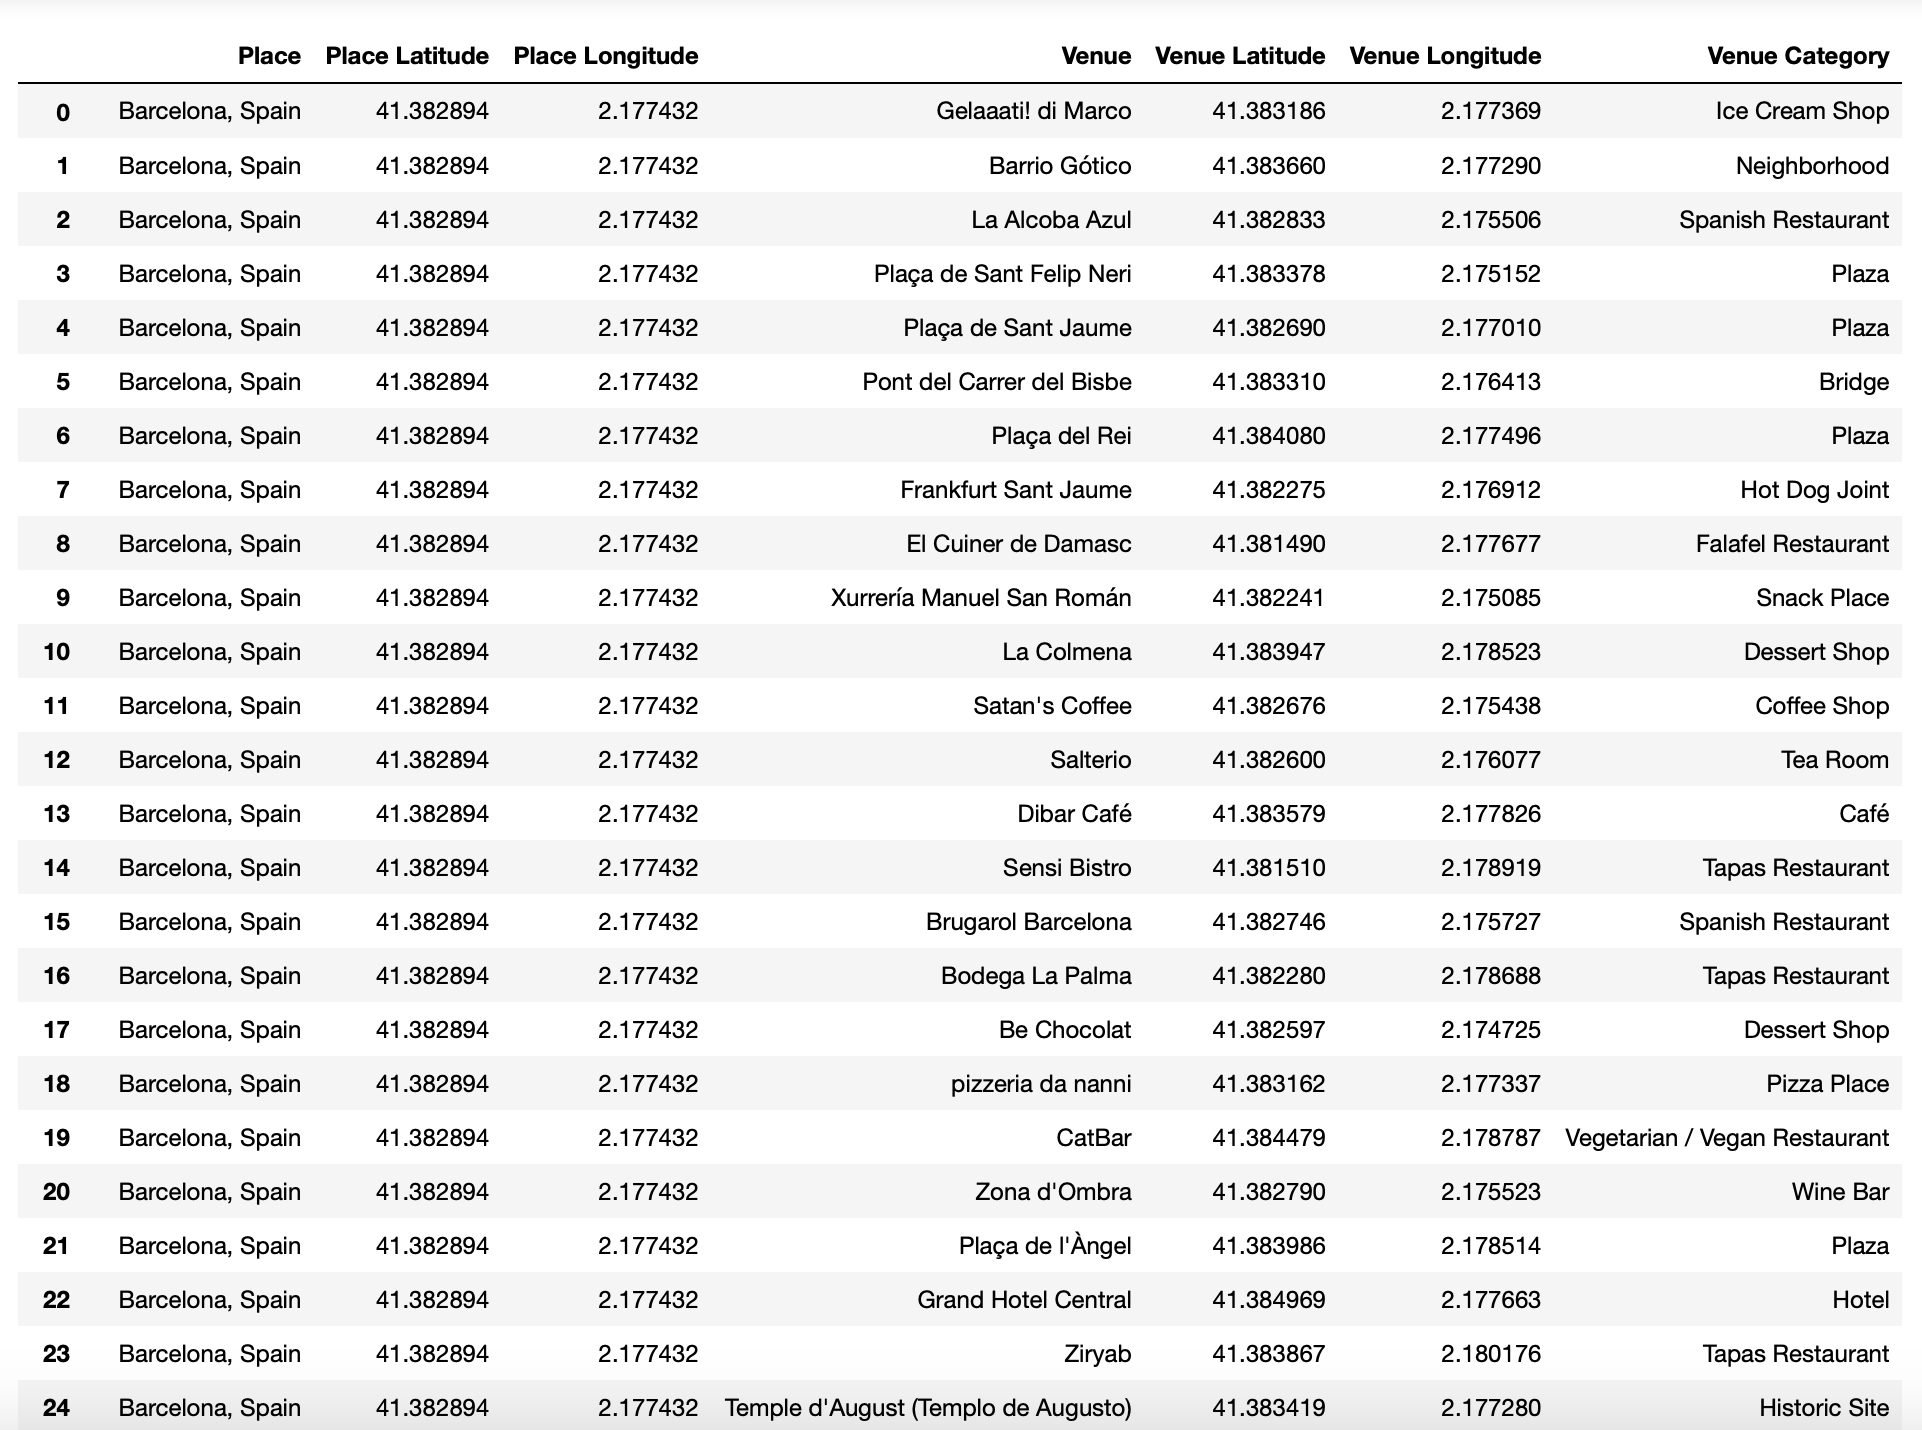 Place Place Latitude Place Longitude Venue Venue Latitude Venue Longitude Venue Category
0 Barcelona, Spain 41.382894 2.177432 Gelaaati! di Marco 41.383186 2.177369 Ice Cream Shop
1 Barcelona, Spain 41.382894 2.177432 Barrio Gótico 41.383660 2.177290 Neighborhood
2 Barcelona, Spain 41.382894 2.177432 La Alcoba Azul 41.382833 2.175506 Spanish Restaurant
3 Barcelona, Spain 41.382894 2.177432 Plaça de Sant Felip Neri 41.383378 2.175152 Plaza
4 Barcelona, Spain 41.382894 2.177432 Plaça de Sant Jaume 41.382690 2.177010 Plaza
5 Barcelona, Spain 41.382894 2.177432 Pont del Carrer del Bisbe 41.383310 2.176413 Bridge
6 Barcelona, Spain 41.382894 2.177432 Plaça del Rei 41.384080 2.177496 Plaza
7 Barcelona, Spain 41.382894 2.177432 Frankfurt Sant Jaume 41.382275 2.176912 Hot Dog Joint
8 Barcelona, Spain 41.382894 2.177432 El Cuiner de Damasc 41.381490 2.177677 Falafel Restaurant
9 Barcelona, Spain 41.382894 2.177432 Xurrería Manuel San Román 41.382241 2.175085 Snack Place
10 Barcelona, Spain 41.382894 2.177432 La Colmena 41.383947 2.178523 Dessert Shop
11 Barcelona, Spain 41.382894 2.177432 Satan's Coffee 41.382676 2.175438 Coffee Shop
12 Barcelona, Spain 41.382894 2.177432 Salterio 41.382600 2.176077 Tea Room
13 Barcelona, Spain 41.382894 2.177432 Dibar Café 41.383579 2.177826 Café
14 Barcelona, Spain 41.382894 2.177432 Sensi Bistro 41.381510 2.178919 Tapas Restaurant
15 Barcelona, Spain 41.382894 2.177432 Brugarol Barcelona 41.382746 2.175727 Spanish Restaurant
16 Barcelona, Spain 41.382894 2.177432 Bodega La Palma 41.382280 2.178688 Tapas Restaurant
17 Barcelona, Spain 41.382894 2.177432 Be Chocolat 41.382597 2.174725 Dessert Shop
18 Barcelona, Spain 41.382894 2.177432 pizzeria da nanni 41.383162 2.177337 Pizza Place
19 Barcelona, Spain 41.382894 2.177432 CatBar 41.384479 2.178787 Vegetarian / Vegan Restaurant
20 Barcelona, Spain 41.382894 2.177432 Zona d'Ombra 41.382790 2.175523 Wine Bar
21 Barcelona, Spain 41.382894 2.177432 Plaça de l'Àngel 41.383986 2.178514 Plaza
22 Barcelona, Spain 41.382894 2.177432 Grand Hotel Central 41.384969 2.177663 Hotel
23 Barcelona, Spain 41.382894 2.177432 Ziryab 41.383867 2.180176 Tapas Restaurant
24 Barcelona, Spain 41.382894 2.177432 Temple d'August (Templo de Augusto) 41.383419 2.177280 Historic Site